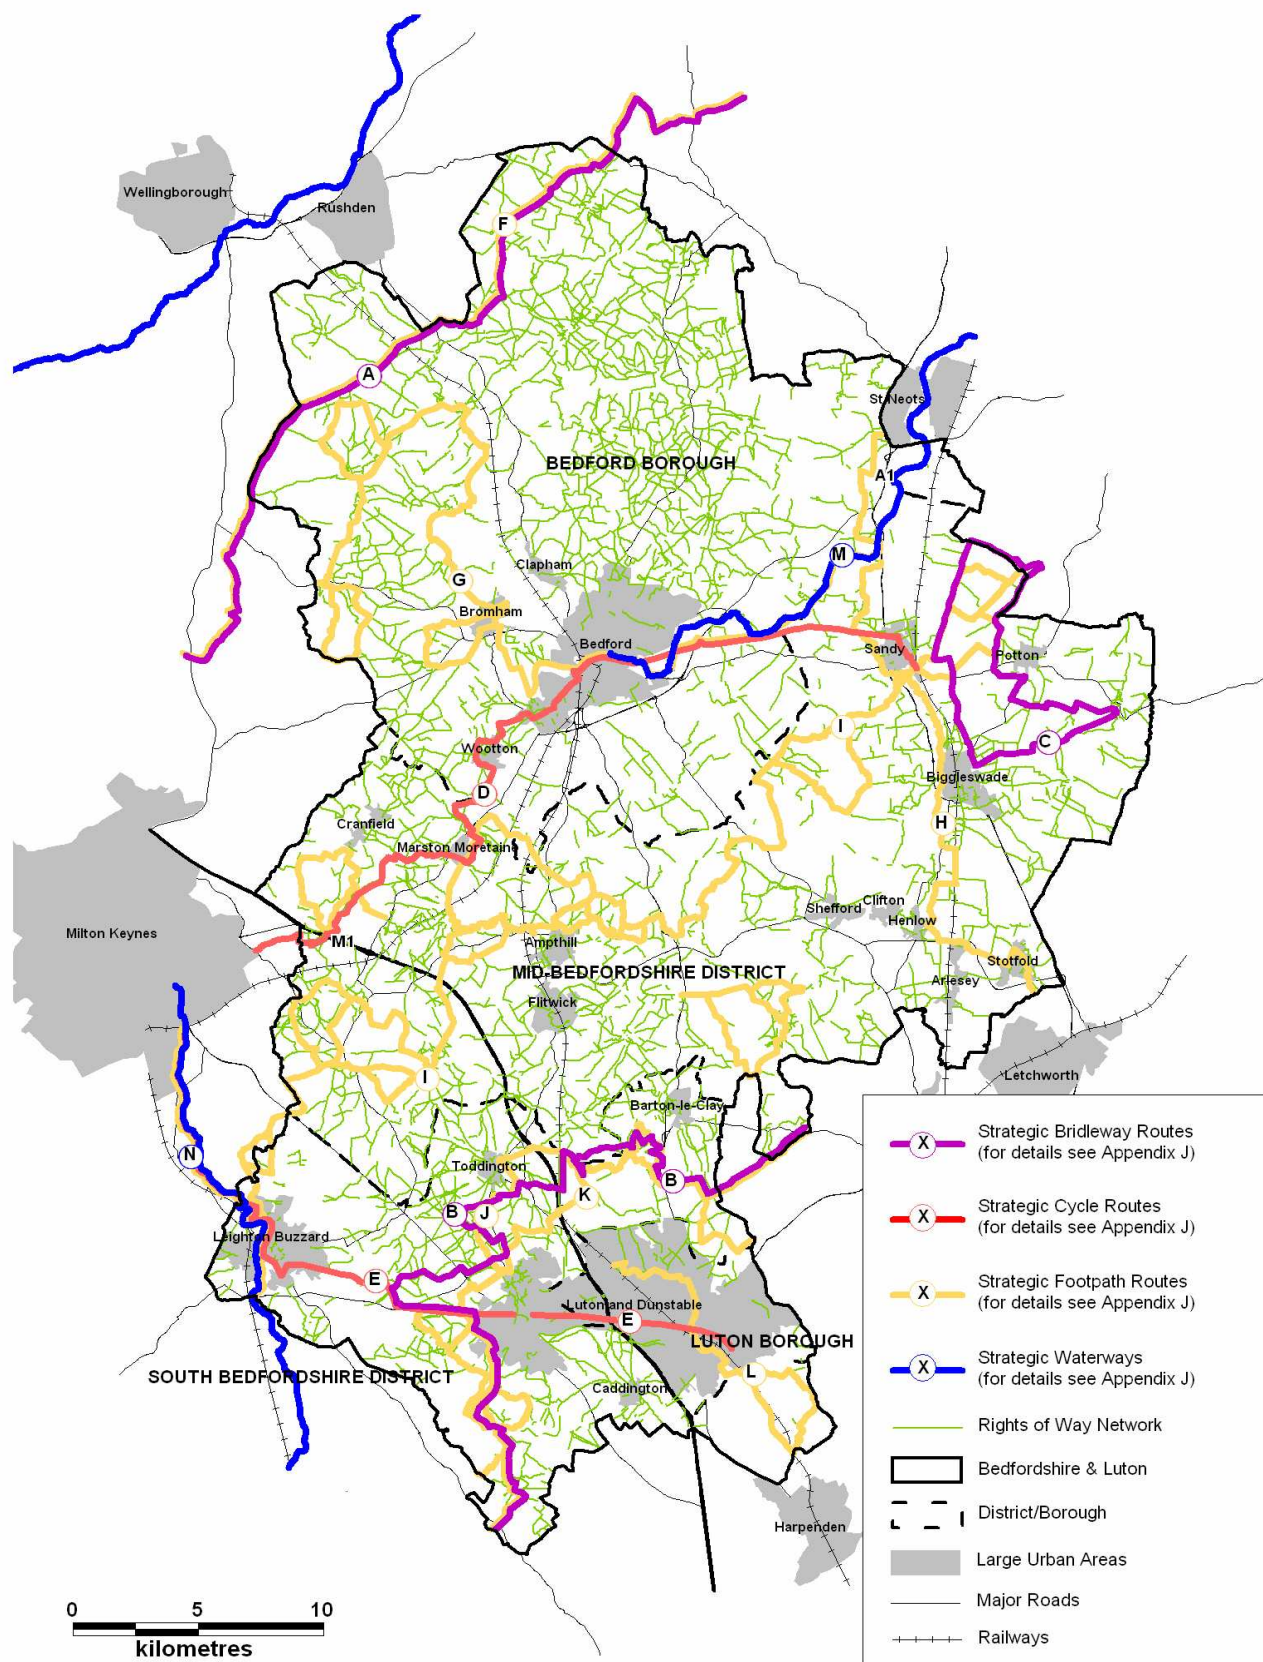 Wellingborough
Rushden
F
A
St Neots
BEDFORD BOROUGH
A1
M
Clapham
G
Bromham
Bedford
Sandy
Potton
I
C
Wootton
Biggleswade
D
Cranfield
H
Marston Moretaine
Shefford
Clifton
Henlow
Milton Keynes
M1
Ampthill
Stotfold
MID-BEDFORDSHIRE DISTRICT
Arlesey
Flitwick
I
Letchworth
Barton-le-Clay
N
Toddington
B
K
B
J
Leighton Buzzard
J
E
Luton and Dunstable
E
LUTON BOROUGH
SOUTH BEDFORDSHIRE DISTRICT
L
Caddington
Harpenden
X
Strategic Bridleway Routes
(for details see Appendix J)
X
Strategic Cycle Routes
(for details see Appendix J)
X
Strategic Footpath Routes
(for details see Appendix J)
X
Strategic Waterways
(for details see Appendix J)
Rights of Way Network
Bedfordshire & Luton
District/Borough
Large Urban Areas
Major Roads
Railways
0 5 10
kilometres